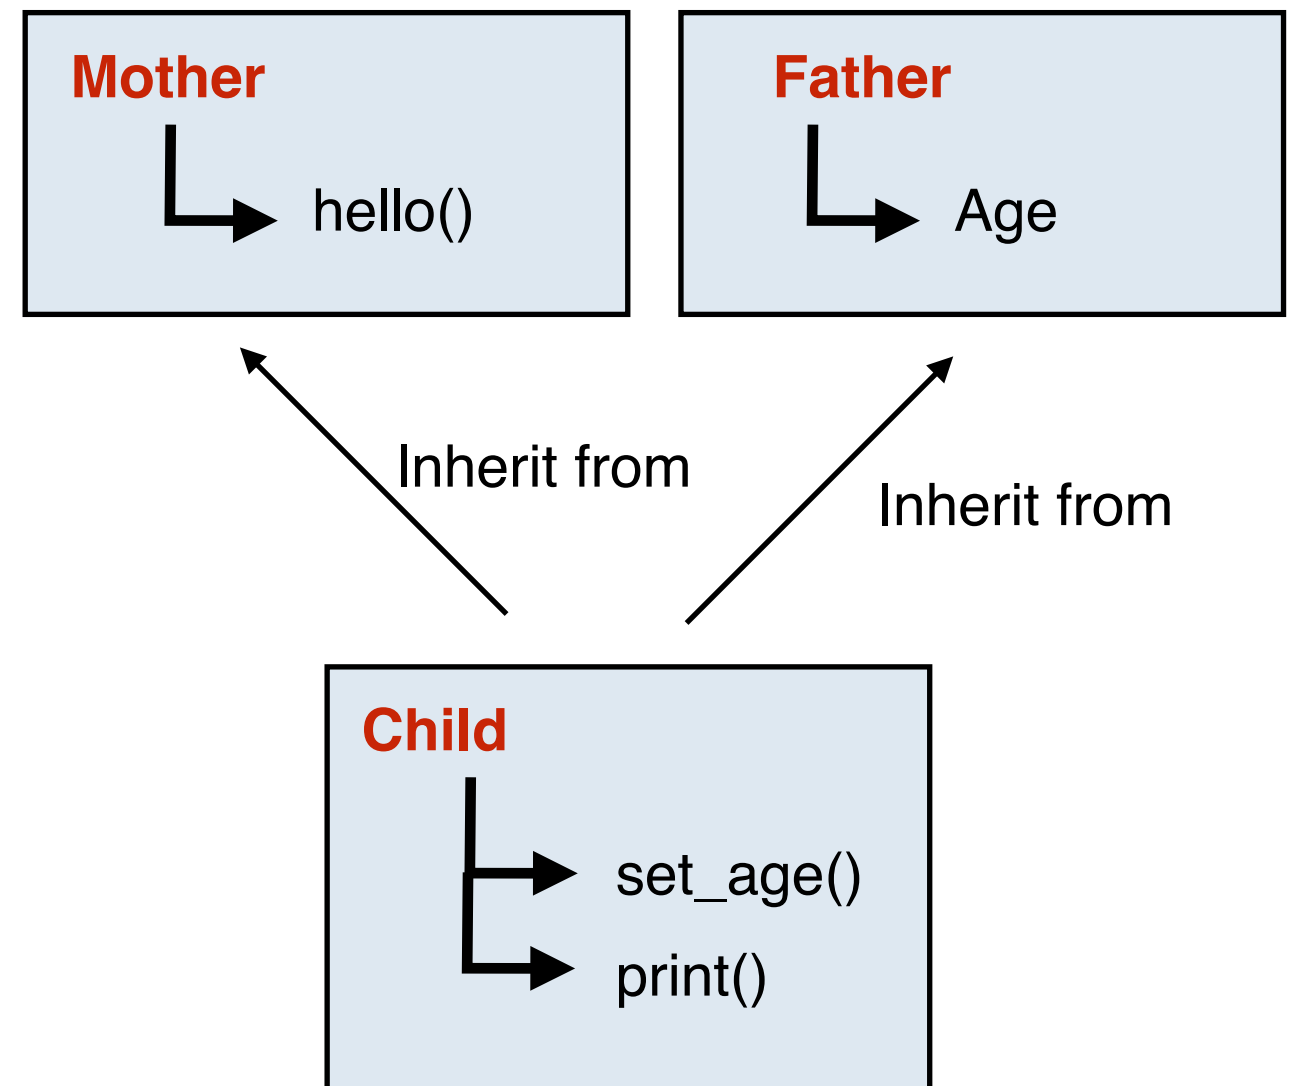 Mother
hello()
Father
Age
Inherit from
Inherit from
Child
set_age()
print()